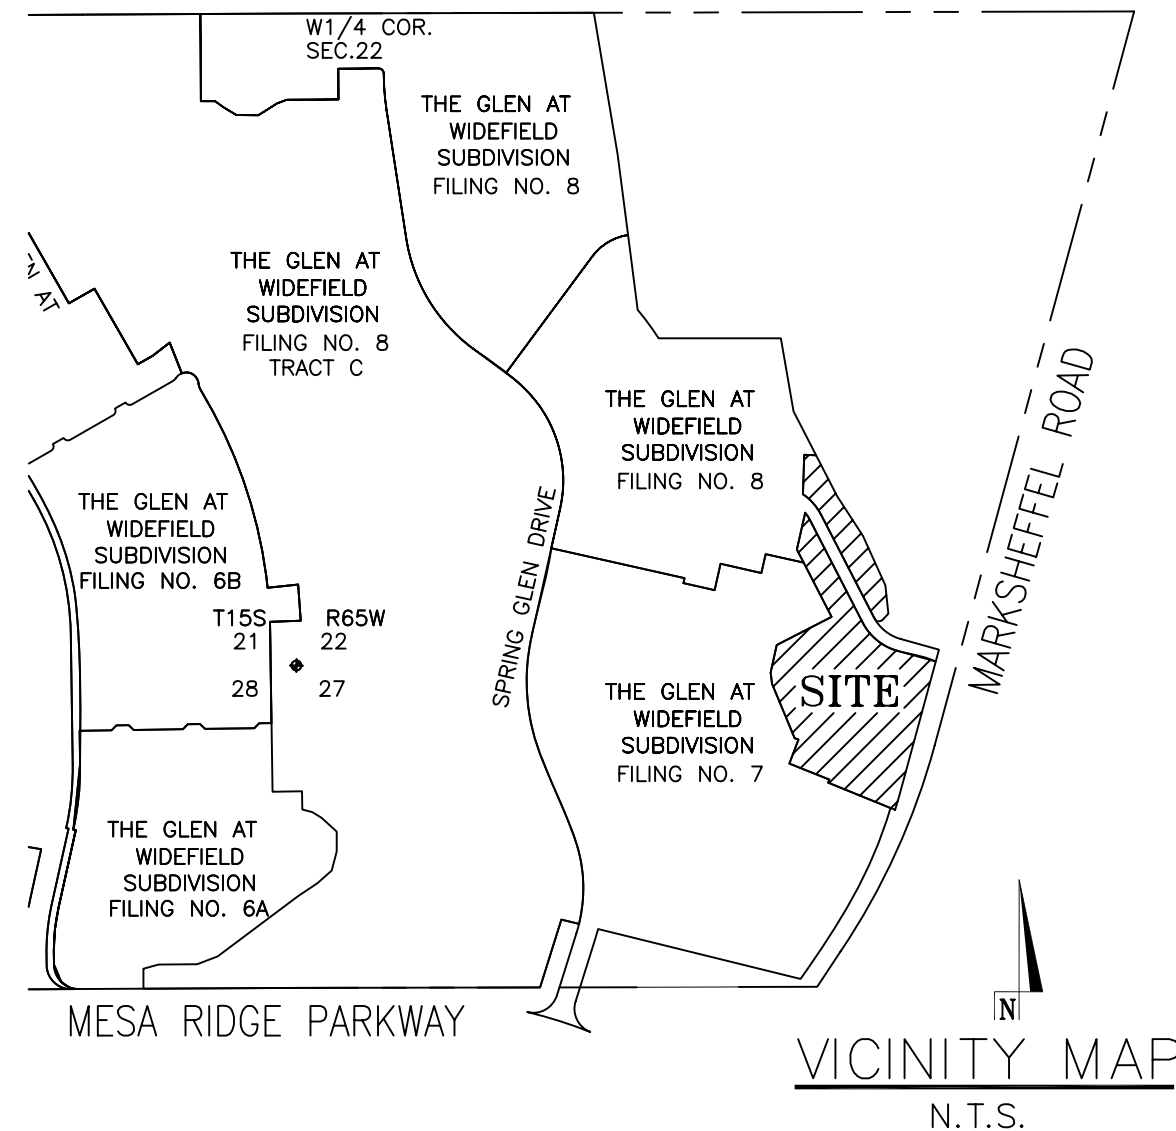 W1/4 COR.
SEC.22
THE GLEN AT
WIDEFIELD
SUBDIVISION
FILING NO. 8
THE GLEN AT
WIDEFIELD
SUBDIVISION
FILING NO. 8
TRACT C
AT
THE GLEN AT
WIDEFIELD
SUBDIVISION
FILING NO. 8
MARKSHEFFEL ROAD
THE GLEN AT
WIDEFIELD
SUBDIVISION
FILING NO. 6B
SPRING GLEN DRIVE
T15S R65W
21 22
28 27
THE GLEN AT
WIDEFIELD
SUBDIVISION
FILING NO. 7
SITE
THE GLEN AT
WIDEFIELD
SUBDIVISION
FILING NO. 6A
MESA RIDGE PARKWAY
N
VICINITY MAP
N.T.S.